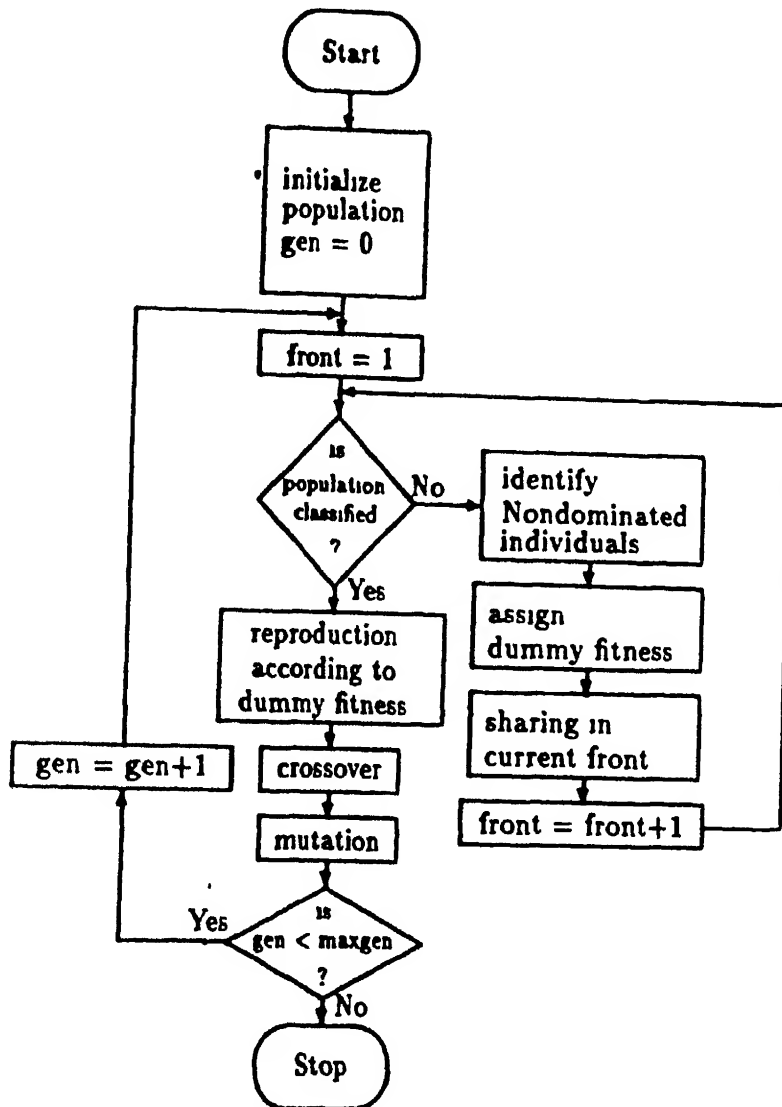 Start
initialize
population
gen = 0
front = 1
is
population
classified
?
No
identify
Nondominated
individuals
assign
dummy fitness
sharing in
current front
front = front+1
Yes
reproduction
according to
dummy fitness
crossover
mutation
is
gen < maxgen
?
Yes
gen = gen+1
No
Stop